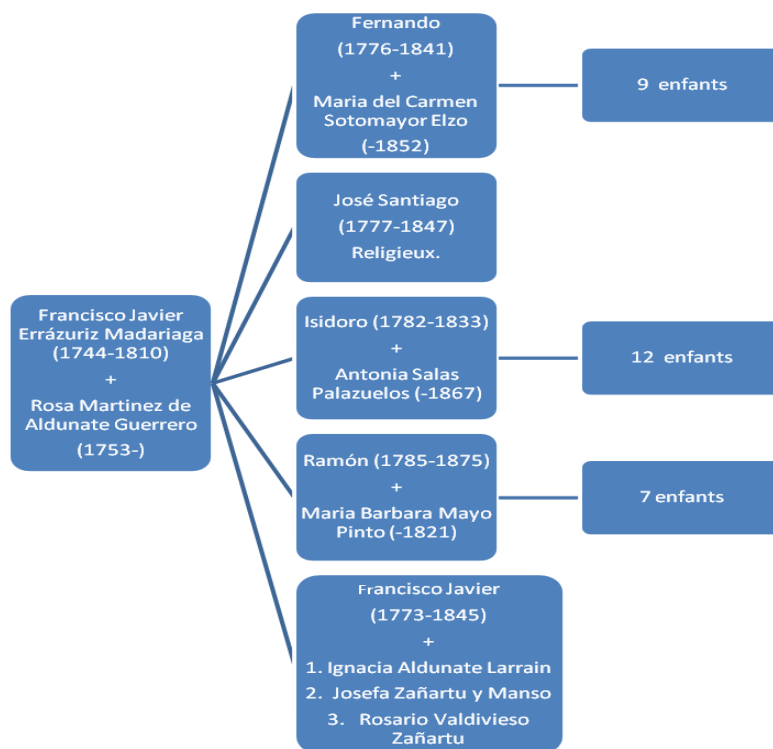 Francisco Javier
Errázuriz Madariaga
(1744-1810)
+
Rosa Martinez de
Aldunate Guerrero
(1753-)
Fernando
(1776-1841)
+
Maria del Carmen
Sotomayor Elzo
(-1852)
9 enfants
José Santiago
(1777-1847)
Religieux.
Isidoro (1782-1833)
+
Antonia Salas
Palazuelos (-1867)
12 enfants
Ramón (1785-1875)
+
Maria Barbara Mayo
Pinto (-1821)
7 enfants
Francisco Javier
(1773-1845)
+
1. Ignacia Aldunate Larrain
2. Josefa Zañartu y Manso
3. Rosario Valdivieso
Zañartu